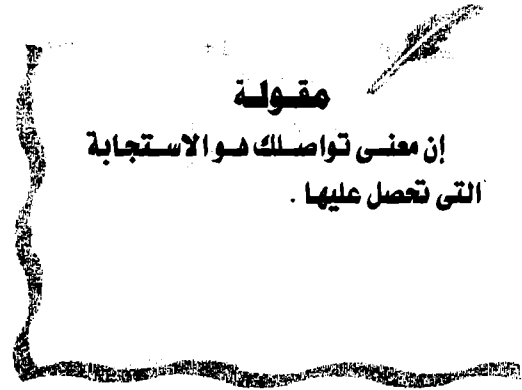 مقولة
إن معنى تواصلك هو الاستجابة
التى تحصل عليها .